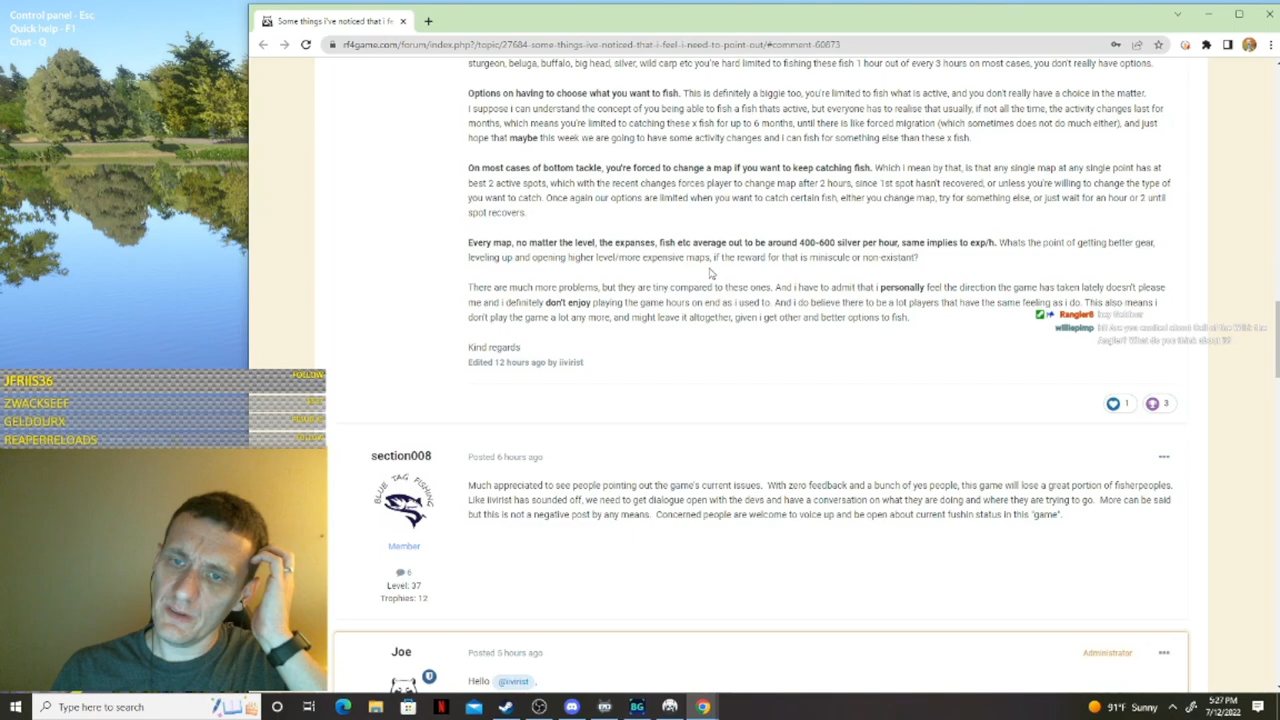 Control panel - Esc
Quick help - F1
Chat - Q
Some things i've noticed that i fe
rf4game.com/forum/index.php?/topic/27684-some-things-ive-noticed-that-i-feel-i-need-to-point-out/#comment-60873
sturgeon, beluga, buffalo, big head, silver, wild carp etc you're hard limited to fishing these fish 1 hour out of every 3 hours on most cases, you don't really have options.
Options on having to choose what you want to fish. This is definitely a biggie too, you're limited to fish what is active, and you don't really have a choice in the matter.
I suppose i can understand the concept of you being able to fish a fish thats active, but everyone has to realise that usually, if not all the time, the activity changes last for
months, which means you're limited to catching these x fish for up to 6 months, until there is like forced migration (which sometimes does not do much either), and just
hope that maybe this week we are going to have some activity changes and i can fish for something else than these x fish.
On most cases of bottom tackle, you're forced to change a map if you want to keep catching fish. Which i mean by that, is that any single map at any single point has at
best 2 active spots, which with the recent changes forces player to change map after 2 hours, since 1st spot hasn't recovered, or unless you're willing to change the type of
you want to catch. Once again our options are limited when you want to catch certain fish, either you change map, try for something else, or just wait for an hour or 2 until
spot recovers.
Every map, no matter the level, the expanses, fish etc average out to be around 400-600 silver per hour, same implies to exp/h. Whats the point of getting better gear,
leveling up and opening higher level/more expensive maps, if the reward for that is miniscule or non-existant?
There are much more problems, but they are tiny compared to these ones. And i have to admit that i personally feel the direction the game has taken lately doesn't please
me and i definitely don't enjoy playing the game hours on end as i used to. And i do believe there to be a lot players that have the same feeling as i do. This also means i
don't play the game a lot any more, and might leave it altogether, given i get other and better options to fish.
Rangler8
williepimp
Kind regards
Edited 12 hours ago by iivirist
JFRIIS36 FOLLOW
ZWACKSEEF
GELDOURX
REAPERRELOADS FOLLOW
1
3
section008
Posted 6 hours ago
BLUE TAG FISHING
Much appreciated to see people pointing out the game's current issues. With zero feedback and a bunch of yes people, this game will lose a great portion of fisherpeoples.
Like iivirist has sounded off, we need to get dialogue open with the devs and have a conversation on what they are doing and where they are trying to go. More can be said
but this is not a negative post by any means. Concerned people are welcome to voice up and be open about current fushin status in this "game".
Member
6
Level: 37
Trophies: 12
Joe
Posted 5 hours ago
Administrator
Hello @iivirist ,
Type here to search
91°F Sunny
5:27 PM
7/12/2022